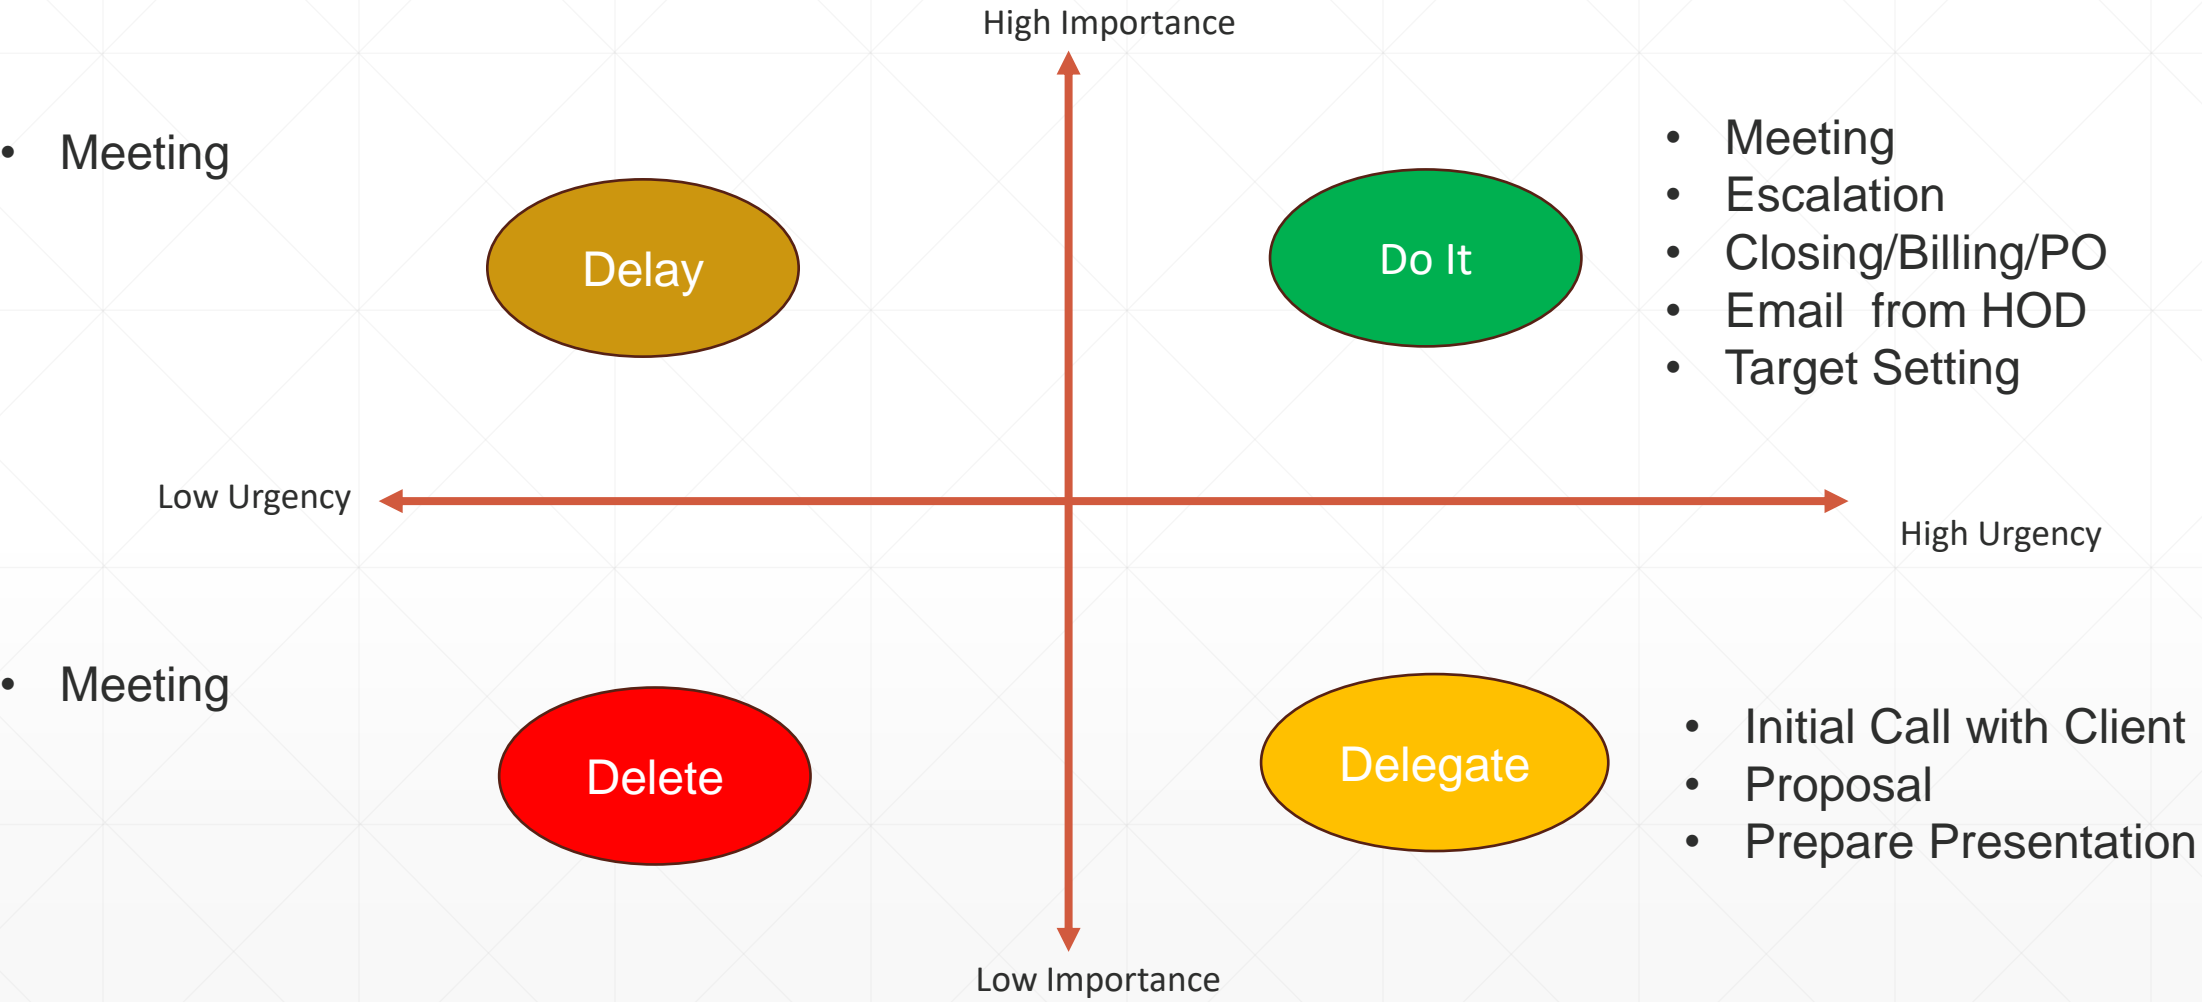 High Importance
• Meeting
Delay
Do It
• Meeting
• Escalation
• Closing/Billing/PO
• Email  from HOD
• Target Setting
Low Urgency
High Urgency
• Meeting
Delete
Delegate
• Initial Call with Client
• Proposal
• Prepare Presentation
Low Importance